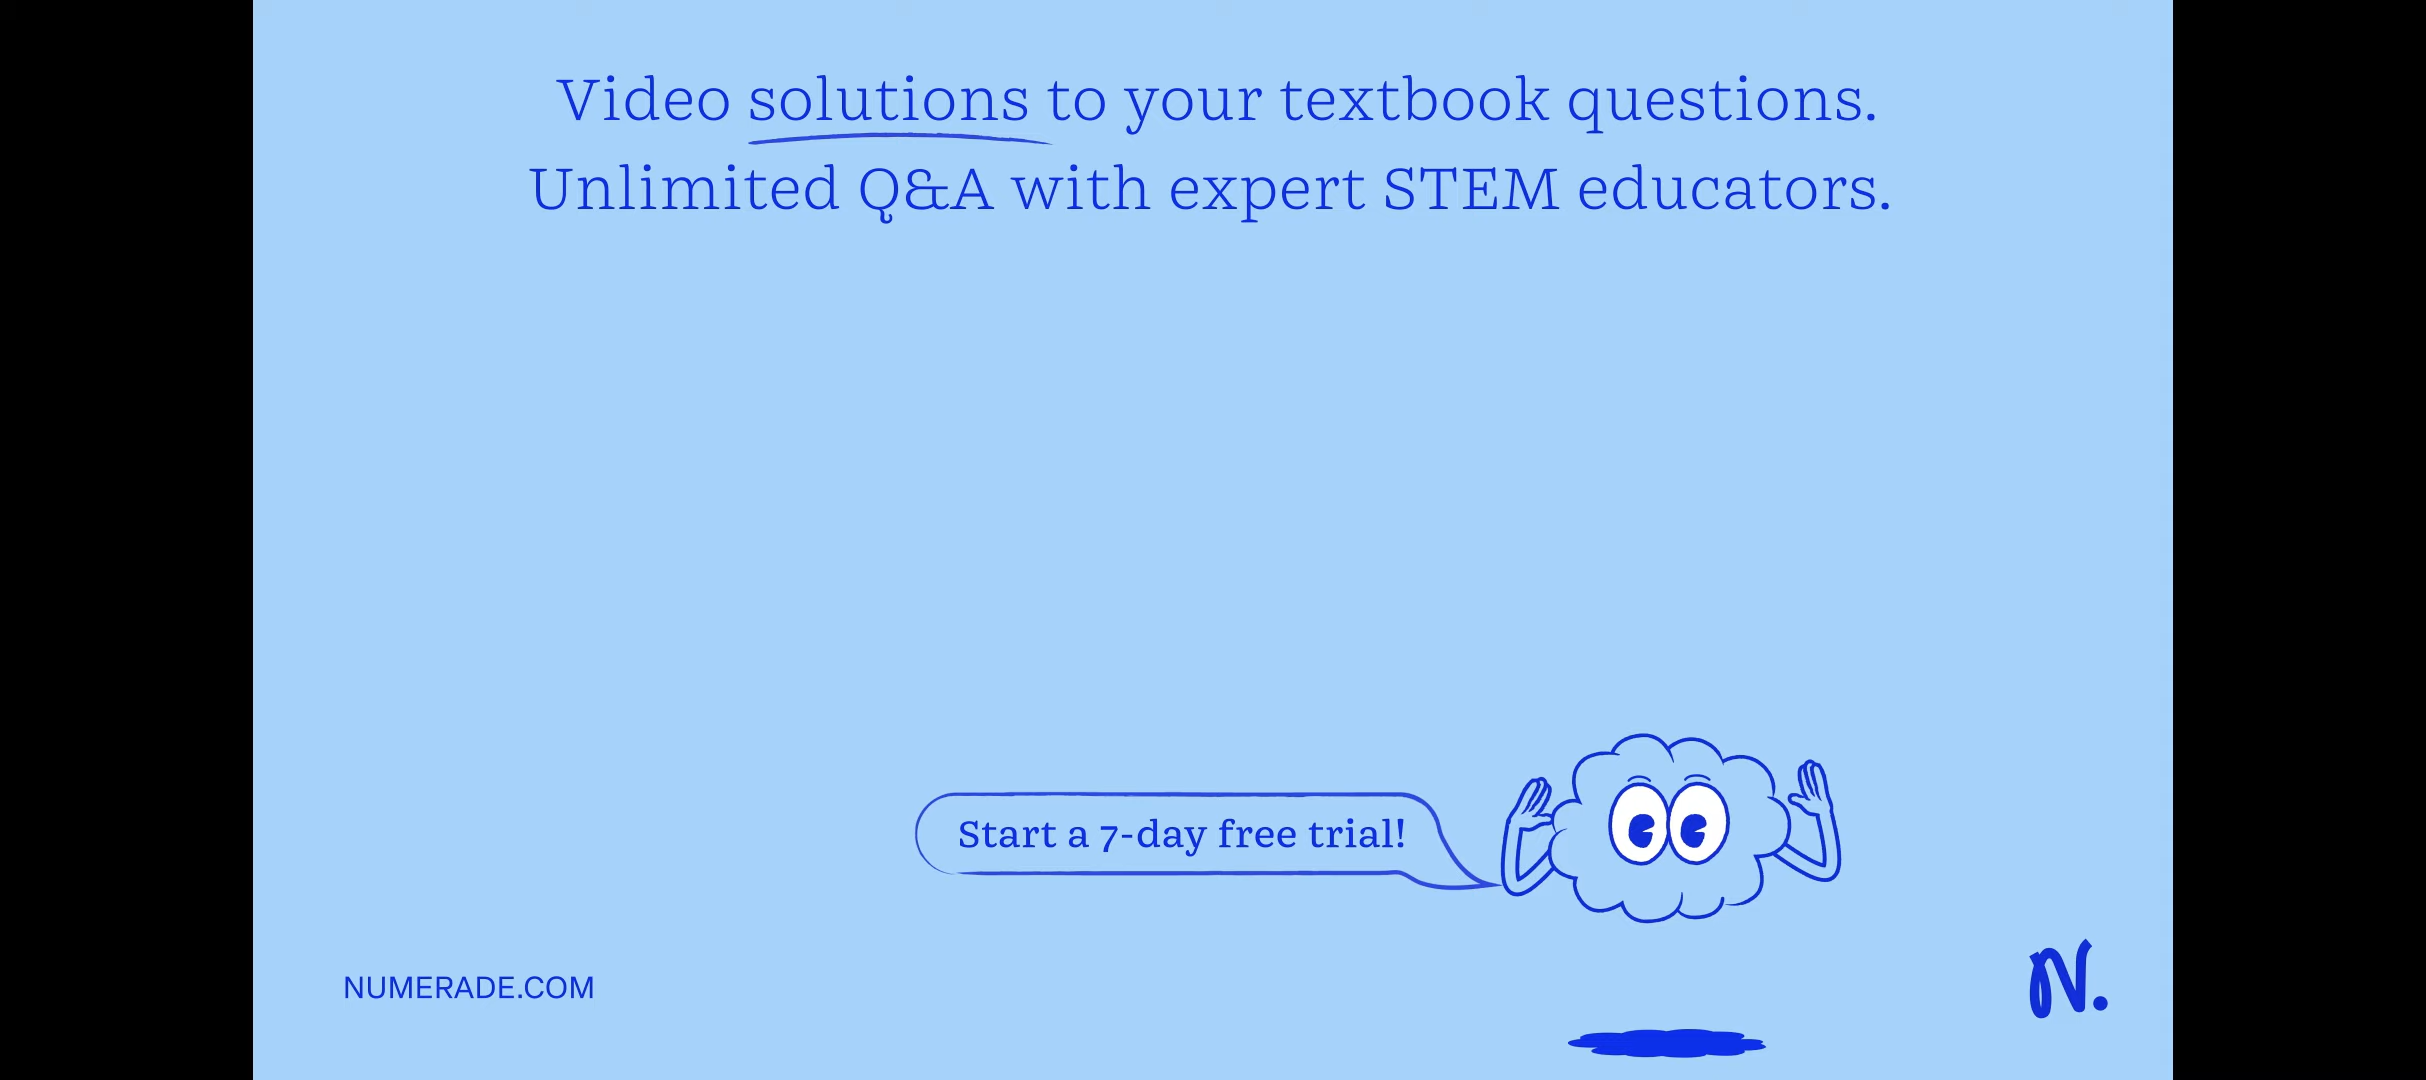 Video solutions to your textbook questions.
Unlimited Q&A with expert STEM educators.
Start a 7-day free trial!
NUMERADE.COM
N.